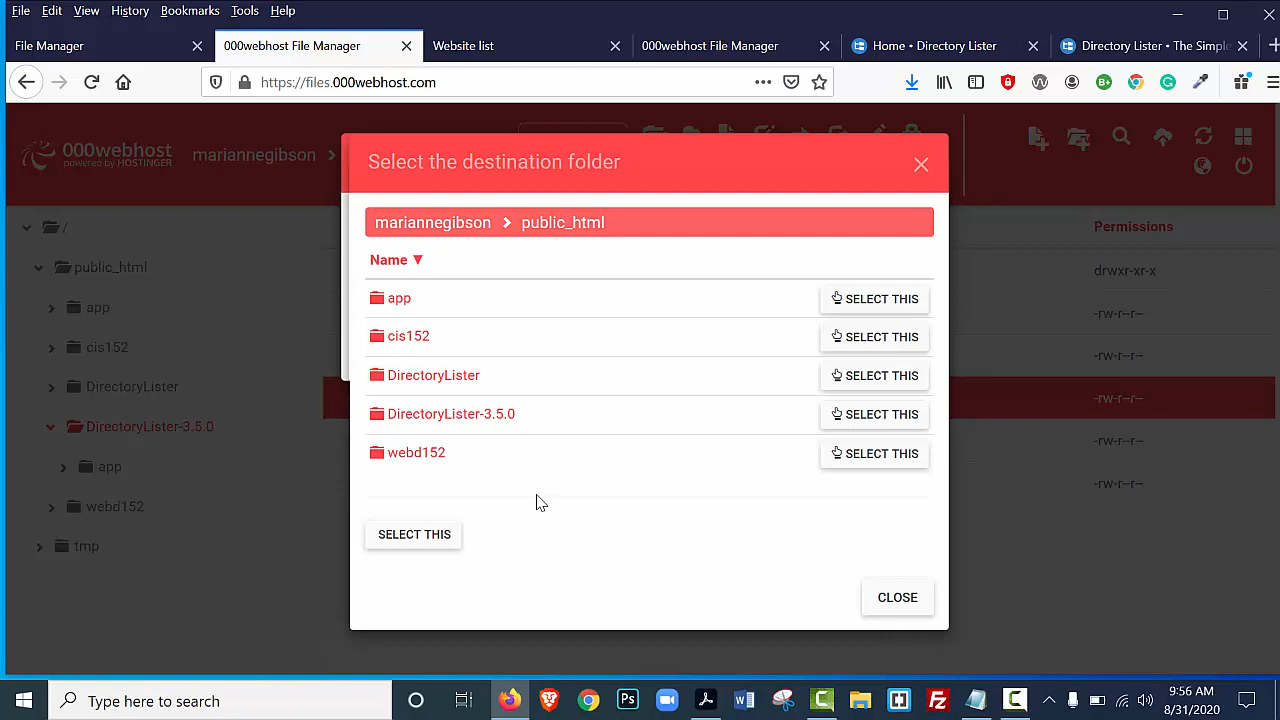 File Edit View History Bookmarks Tools Help
File Manager
000webhost File Manager
Website list
000webhost File Manager
Home • Directory Lister
Directory Lister • The Simple
https://files.000webhost.com
000webhost
powered by HOSTINGER
mariannegibson
Select the destination folder
mariannegibson > public_html
Name ▼
app SELECT THIS
cis152 SELECT THIS
DirectoryLister SELECT THIS
DirectoryLister-3.5.0 SELECT THIS
webd152 SELECT THIS
SELECT THIS
CLOSE
/
public_html
app
cis152
DirectoryLister
DirectoryLister-3.5.0
app
webd152
tmp
Permissions
drwxr-xr-x
-rw-r--r--
-rw-r--r--
-rw-r--r--
-rw-r--r--
-rw-r--r--
Type here to search
9:56 AM
8/31/2020